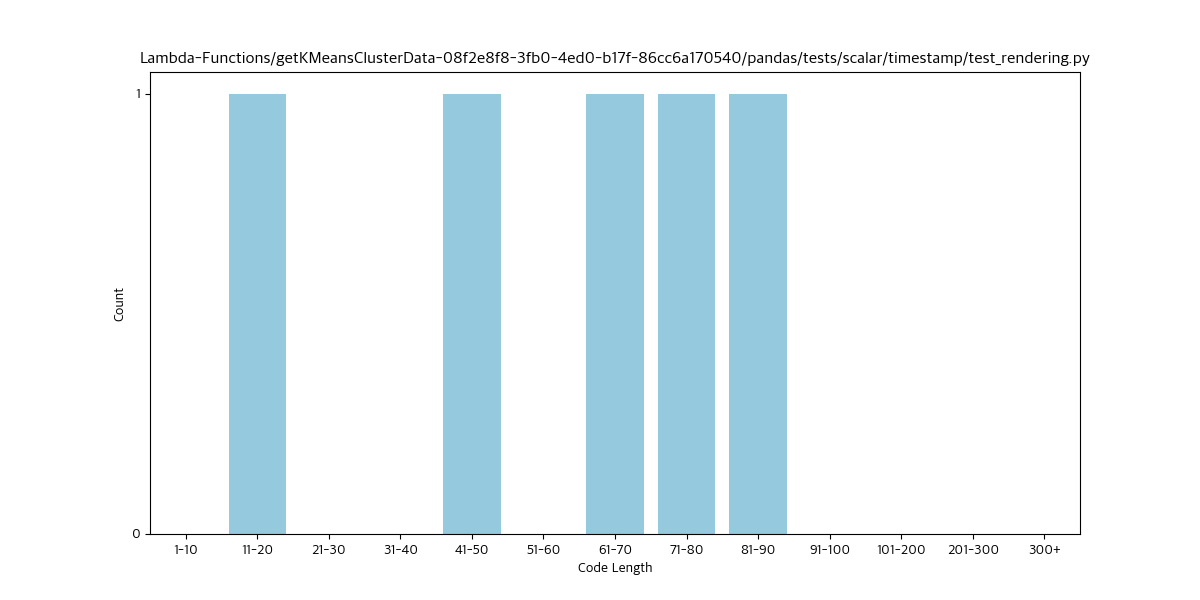 Lambda-Functions/getKMeansClusterData-08f2e8f8-3fb0-4ed0-b17f-86cc6a170540/pandas/tests/scalar/timestamp/test_rendering.py
1
Count
0
1-10 11-20 21-30 31-40 41-50 51-60 61-70 71-80 81-90 91-100 101-200 201-300 300+
Code Length